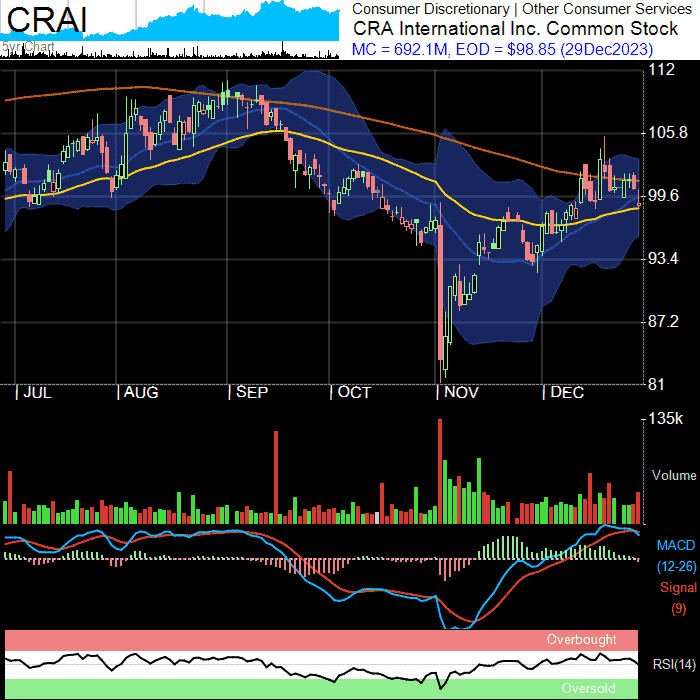 CRAI
5yr Chart
Consumer Discretionary | Other Consumer Services
CRA International Inc. Common Stock
MC = 692.1M, EOD = $98.85 (29Dec2023)
112
105.8
99.6
93.4
87.2
81
| JUL | AUG | SEP | OCT | NOV | DEC
135k
Volume
MACD
(12-26)
Signal
(9)
Overbought
RSI(14)
Oversold